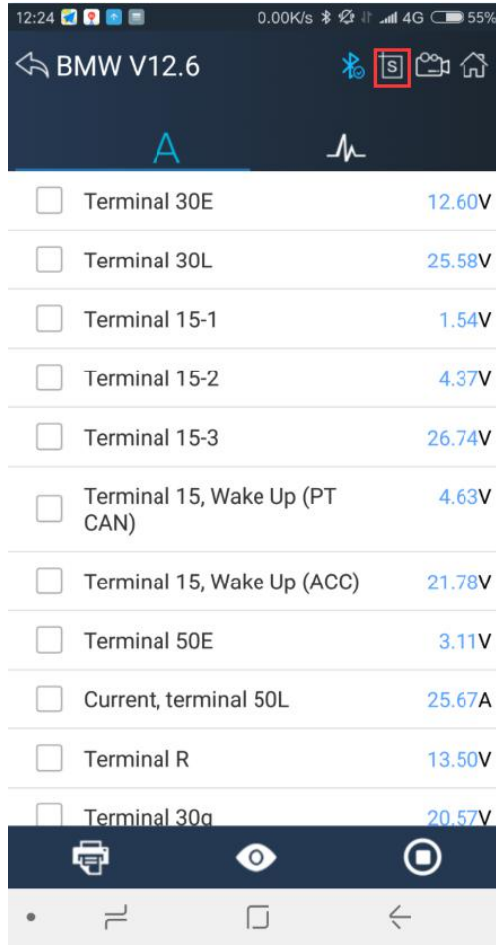 12:24 0.00K/s 4G 55%
BMW V12.6
S
A
Terminal 30E 12.60V
Terminal 30L 25.58V
Terminal 15-1 1.54V
Terminal 15-2 4.37V
Terminal 15-3 26.74V
Terminal 15, Wake Up (PT 4.63V
CAN)
Terminal 15, Wake Up (ACC) 21.78V
Terminal 50E 3.11V
Current, terminal 50L 25.67A
Terminal R 13.50V
Terminal 30g 20.57V